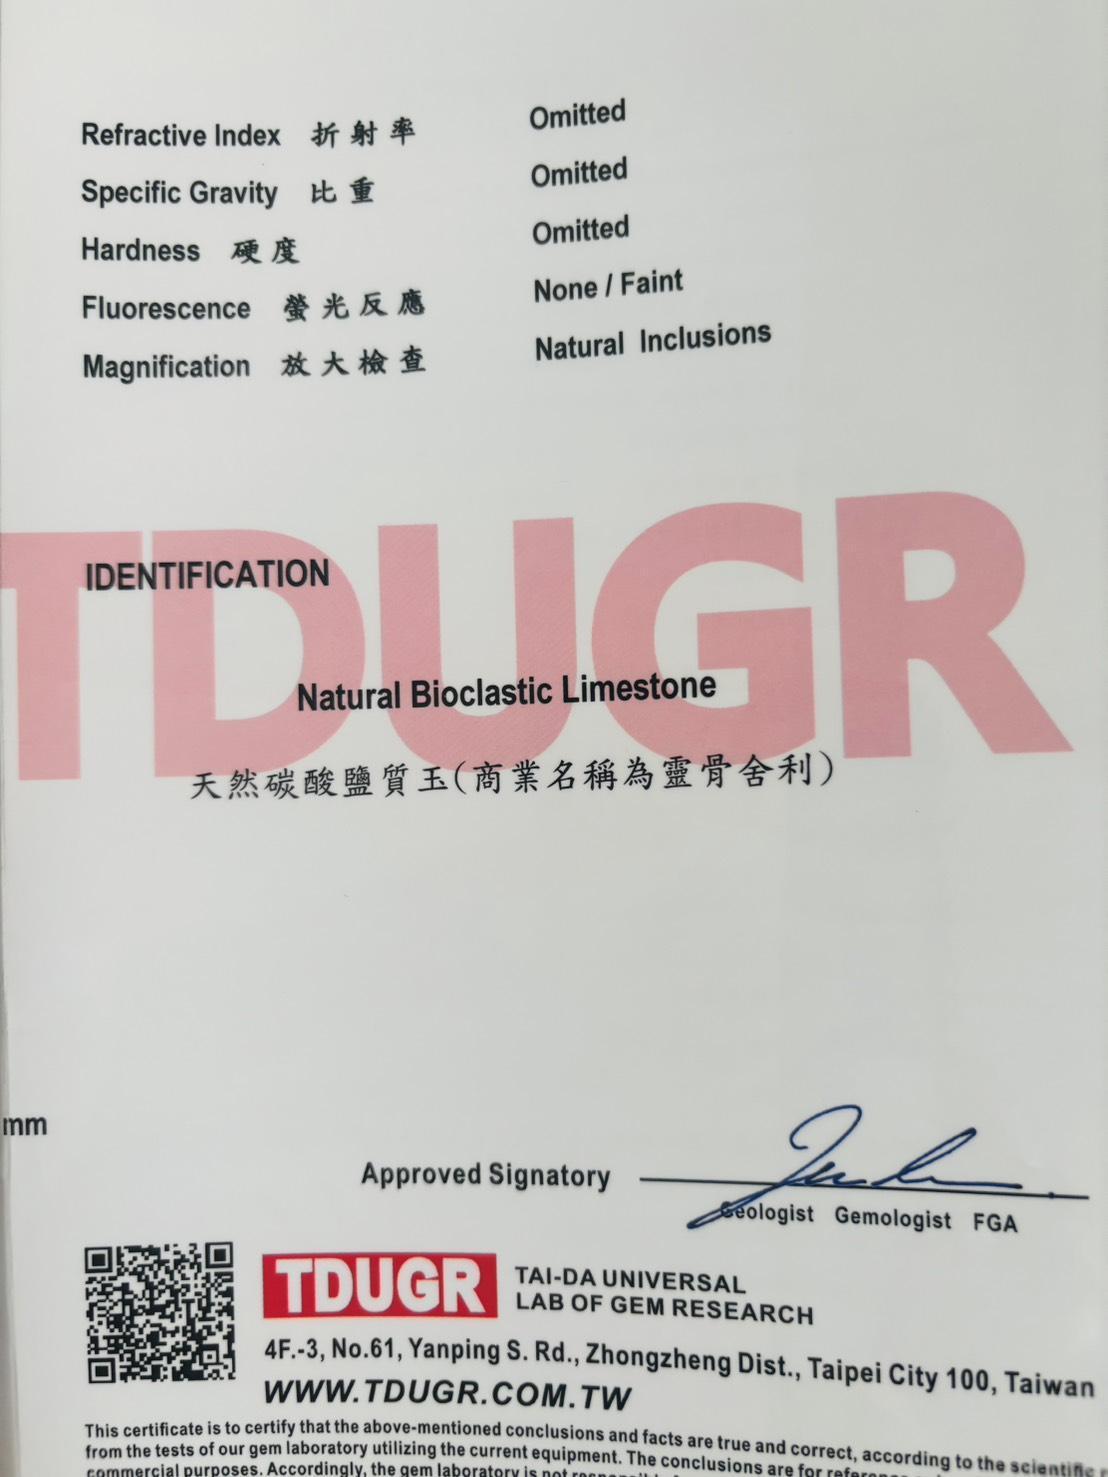 Refractive Index 折射率 Omitted
Specific Gravity 比重 Omitted
Hardness 硬度 Omitted
Fluorescence 螢光反應 None / Faint
Magnification 放大檢查 Natural Inclusions
TDUGR
IDENTIFICATION
Natural Bioclastic Limestone
天然碳酸鹽質玉(商業名稱為靈骨舍利)
mm
Approved Signatory
Geologist Gemologist FGA
TDUGR TAI-DA UNIVERSAL
LAB OF GEM RESEARCH
4F.-3, No.61, Yanping S. Rd., Zhongzheng Dist., Taipei City 100, Taiwan
WWW.TDUGR.COM.TW
This certificate is to certify that the above-mentioned conclusions and facts are true and correct, according to the scientific
from the tests of our gem laboratory utilizing the current equipment. The conclusions are for
commercial purposes. Accordingly, the gem laboratory is not